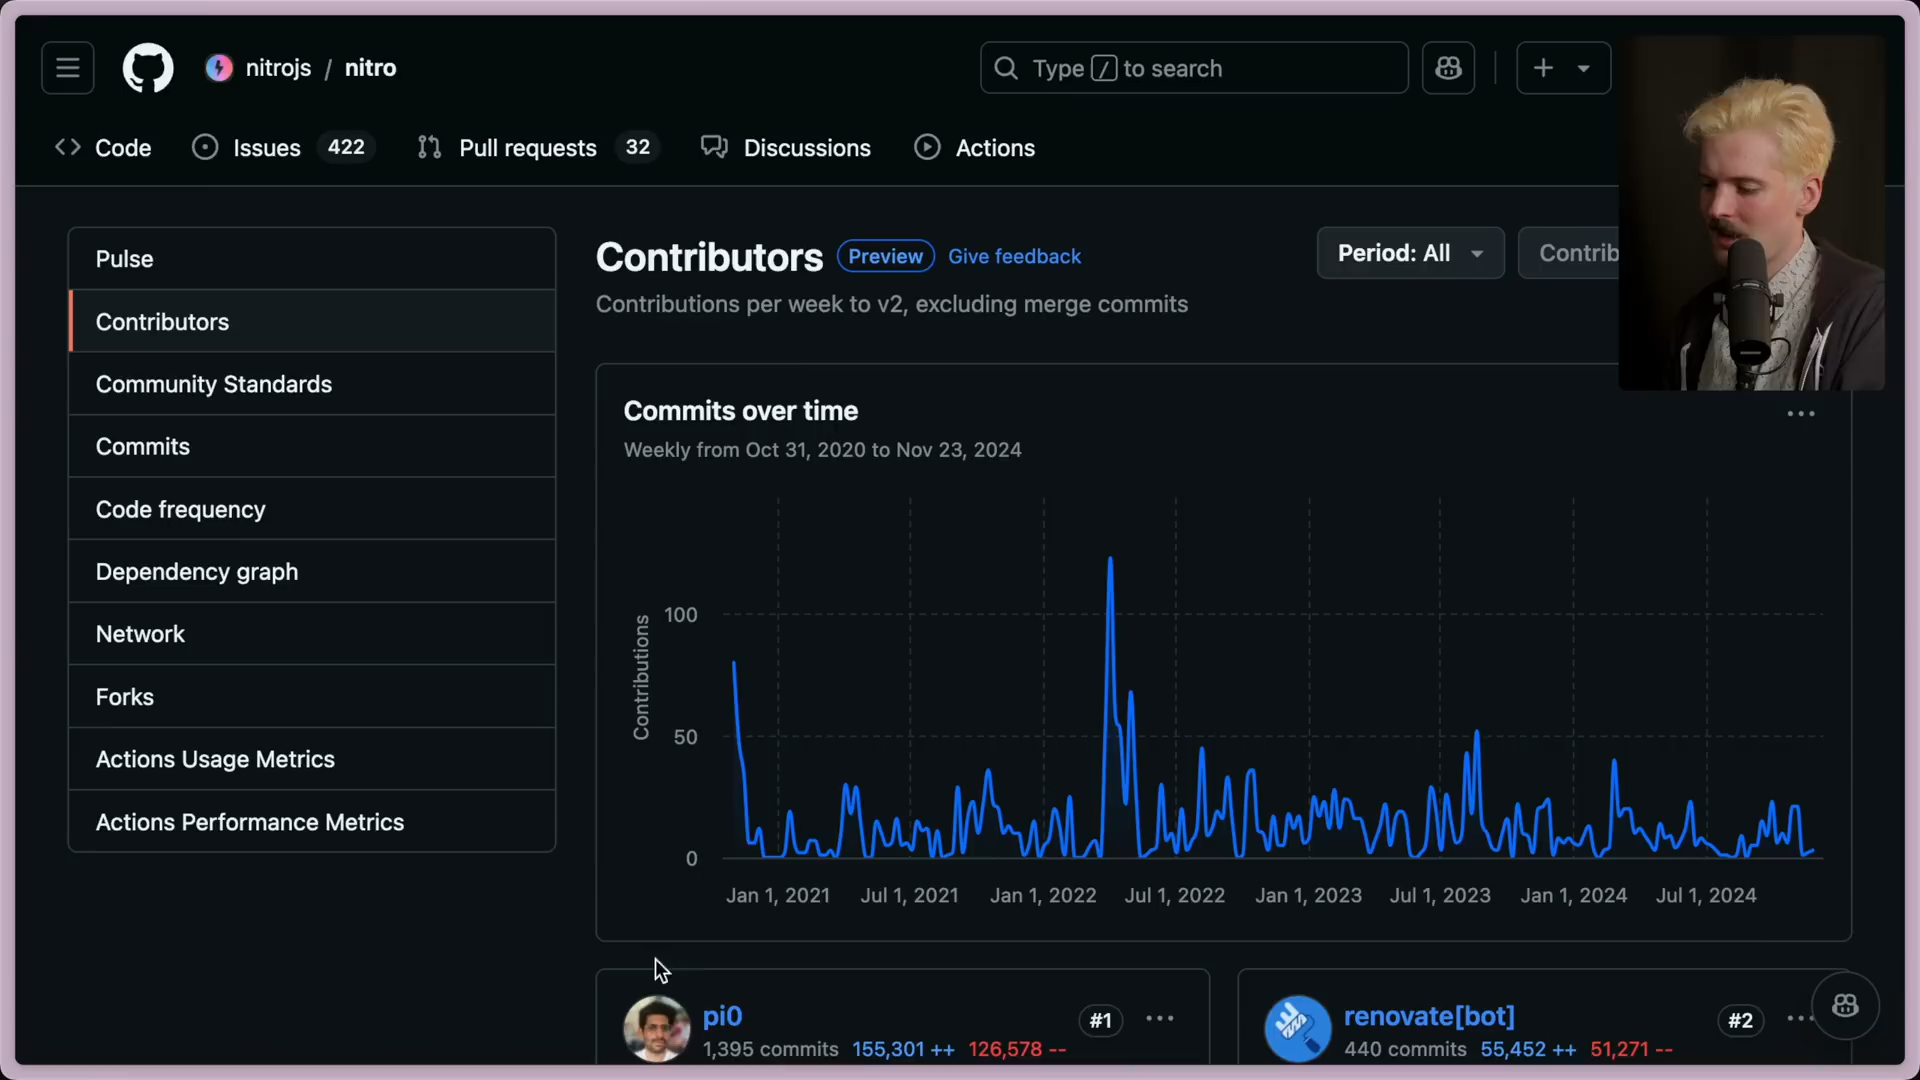 nitrojs / nitro
Type / to search
Code
Issues 422
Pull requests 32
Discussions
Actions
Pulse
Contributors
Community Standards
Commits
Code frequency
Dependency graph
Network
Forks
Actions Usage Metrics
Actions Performance Metrics
Contributors Preview Give feedback
Period: All
Contrib
Contributions per week to v2, excluding merge commits
Commits over time
Weekly from Oct 31, 2020 to Nov 23, 2024
Contributions
100
50
0
Jan 1, 2021 Jul 1, 2021 Jan 1, 2022 Jul 1, 2022 Jan 1, 2023 Jul 1, 2023 Jan 1, 2024 Jul 1, 2024
pi0 #1
1,395 commits 155,301 ++ 126,578 --
renovate[bot] #2
440 commits 55,452 ++ 51,271 --